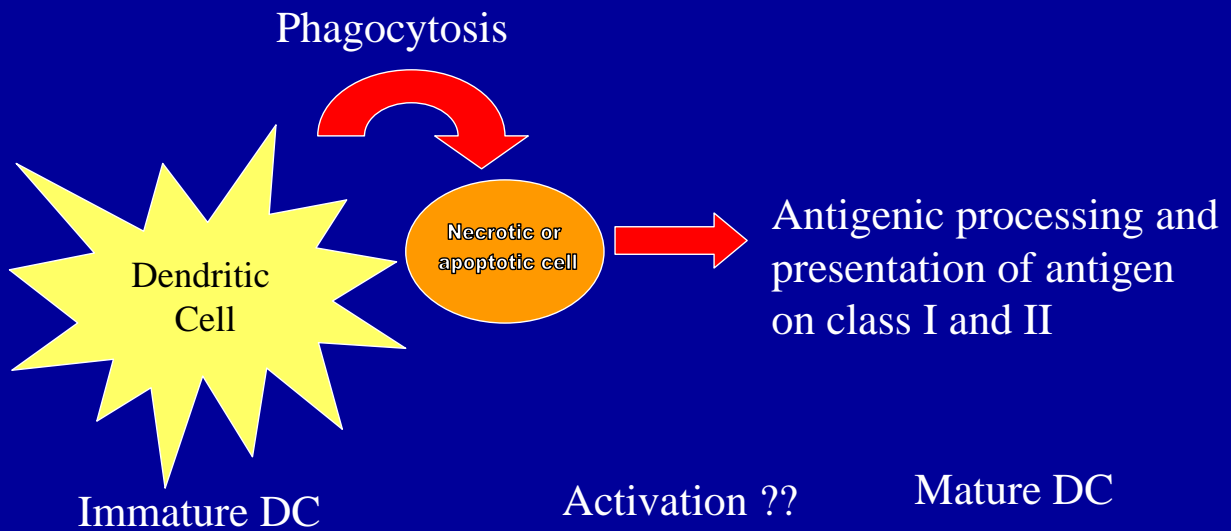 Phagocytosis
Dendritic
Cell
Necrotic or
apoptotic cell
Antigenic processing and
presentation of antigen
on class I and II
Immature DC
Activation ??
Mature DC